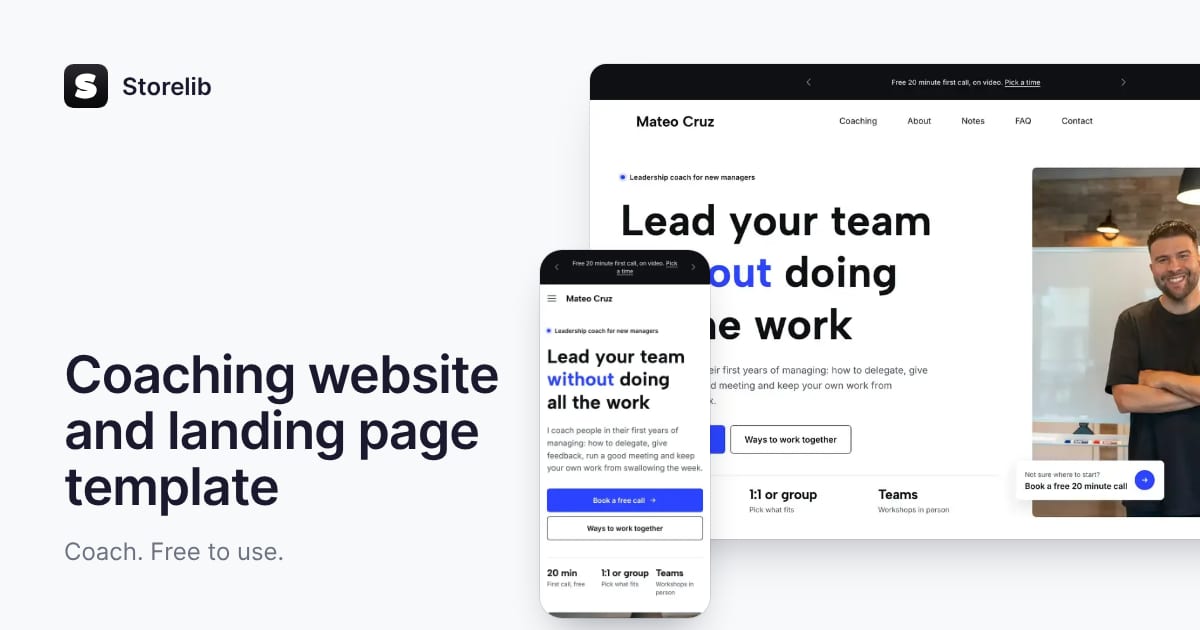 Storelib
Coaching website
and landing page
template
Coach. Free to use.
Free 20 minute first call, on video. Pick a time
Mateo Cruz
Coaching
About
Notes
FAQ
Contact
Leadership coach for new managers
Lead your team
out doing
e work
eir first years of managing: how to delegate, give
d meeting and keep your own work from
k.
Ways to work together
1:1 or group
Pick what fits
Teams
Workshops in person
Not sure where to start?
Book a free 20 minute call
Free 20 minute first call, on video. Pick
a time
Mateo Cruz
Leadership coach for new managers
Lead your team
without doing
all the work
I coach people in their first years of
managing: how to delegate, give
feedback, run a good meeting and keep
your own work from swallowing the week.
Book a free call
Ways to work together
20 min
First call, free
1:1 or group
Pick what fits
Teams
Workshops in
person